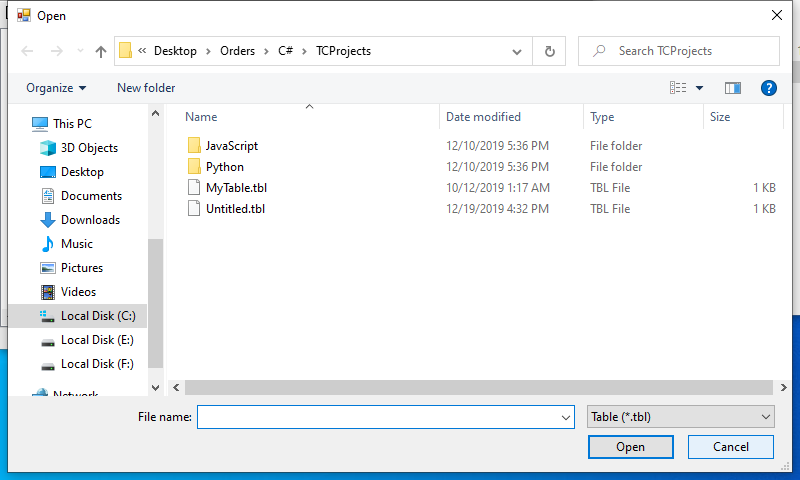 Open
« Desktop > Orders > C# > TCProjects
Search TCProjects
Organize
New folder
?
Name Date modified Type Size
This PC
3D Objects
Desktop
Documents
Downloads
Music
Pictures
Videos
Local Disk (C:)
Local Disk (E:)
Local Disk (F:)
Network
JavaScript 12/10/2019 5:36 PM File folder
Python 12/10/2019 5:36 PM File folder
MyTable.tbl 10/12/2019 1:17 AM TBL File 1 KB
Untitled.tbl 12/19/2019 4:32 PM TBL File 1 KB
File name:
Table (*.tbl)
Open
Cancel